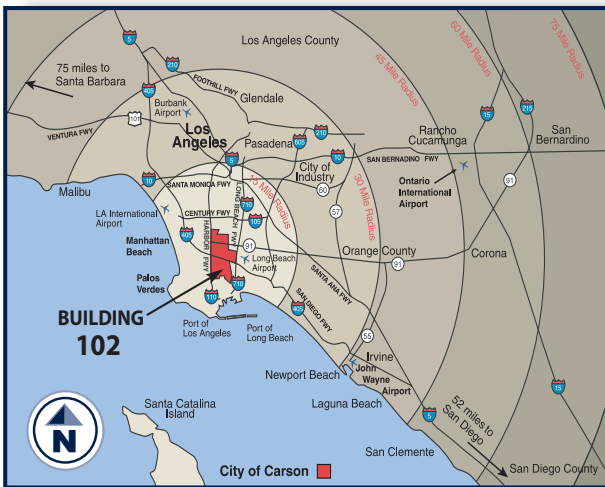 5
Los Angeles County
60 Mile Radius
75 Mile Radius
45 Mile Radius
75 miles to
Santa Barbara
210
FOOTHILL FWY
405
Burbank
Airport
Glendale
101
VENTURA FWY
Los
Angeles
Pasadena
210
605
15
215
Rancho
Cucamonga
San
Bernardino
5
10
SAN BERNADINO FWY
City of
Industry
Malibu
10
SANTA MONICA FWY
15 Mile Radius
60
57
30 Mile Radius
Ontario
International
Airport
91
LA International
Airport
CENTURY FWY
LONG BEACH FWY
710
105
405
HARBOR FWY
91
Manhattan
Beach
Long Beach
Airport
Orange County
91
Corona
Palos
Verdes
SANTA ANA FWY
110
710
SAN DIEGO FWY
405
BUILDING
102
Port of
Los Angeles
Port of
Long Beach
55
Irvine
John
Wayne
Airport
Newport Beach
Laguna Beach
15
5
52 miles to
San Diego
Santa Catalina
Island
San Clemente
N
City of Carson
San Diego County